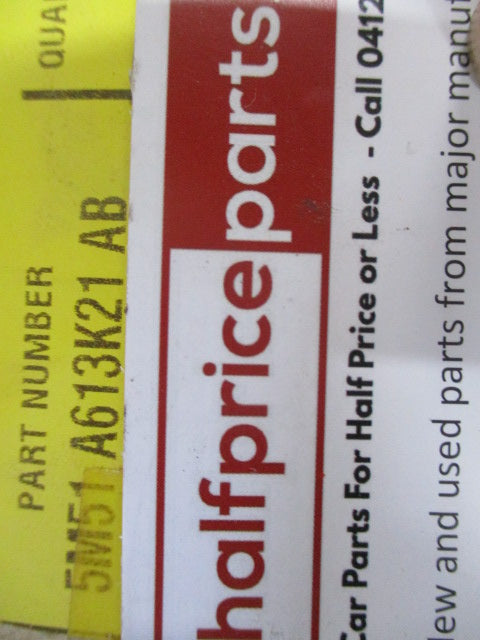 PART NUMBER
QUA
5M51 A613K21 AB
halfpriceparts
Car Parts For Half Price or Less - Call 0412
New and used parts from major manuf